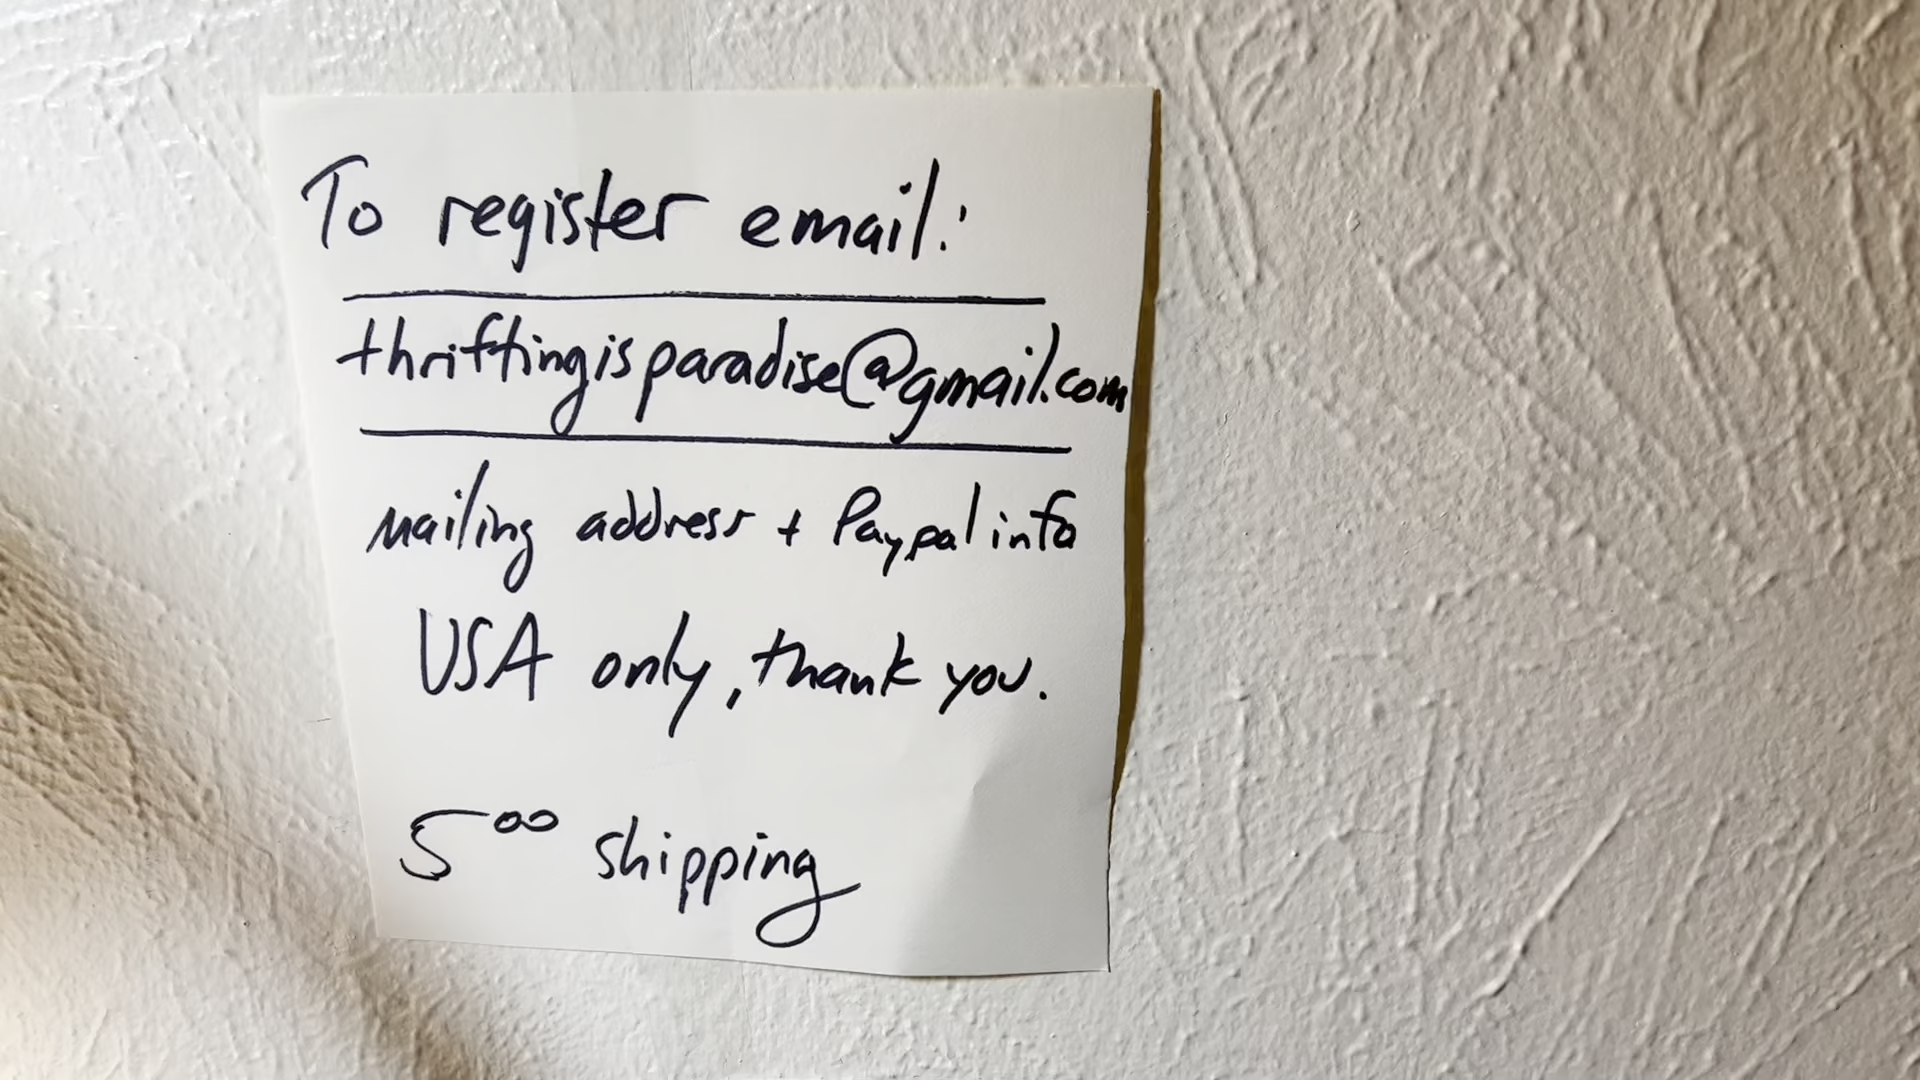 To register email:
thriftingisparadise@gmail.com
mailing address + Paypal info
USA only, thank you.
5⁰⁰ shipping